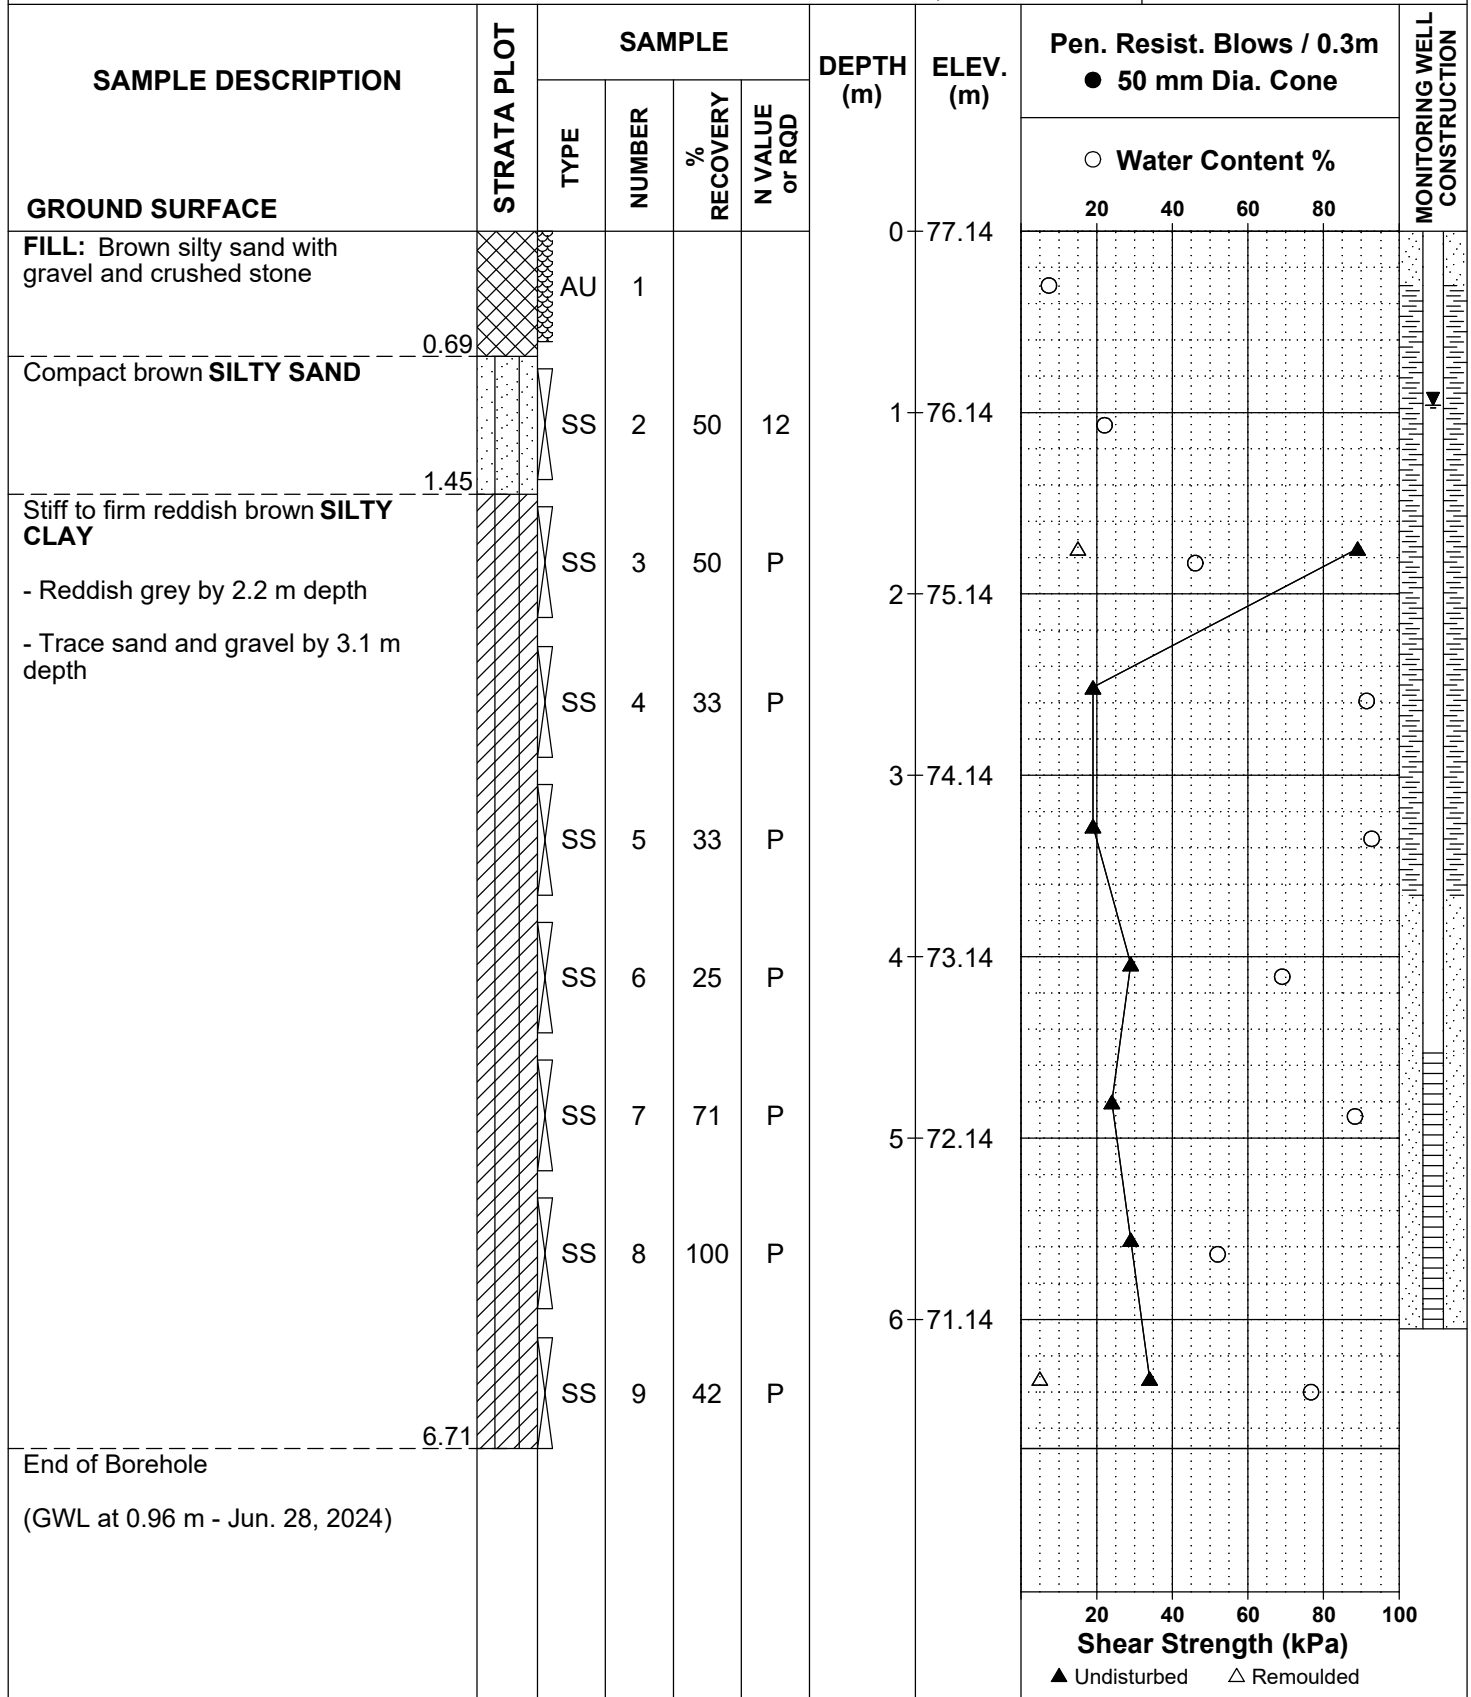 SAMPLE DESCRIPTION
GROUND SURFACE
STRATA PLOT
SAMPLE
TYPE
NUMBER
%
RECOVERY
N VALUE
or RQD
DEPTH
(m)
ELEV.
(m)
Pen. Resist. Blows / 0.3m
● 50 mm Dia. Cone
○ Water Content %
20 40 60 80
MONITORING WELL
CONSTRUCTION
0 77.14
FILL: Brown silty sand with
gravel and crushed stone
AU 1
0.69
Compact brown SILTY SAND
1 76.14
SS 2 50 12
1.45
Stiff to firm reddish brown SILTY
CLAY
SS 3 50 P
- Reddish grey by 2.2 m depth
2 75.14
- Trace sand and gravel by 3.1 m
depth
SS 4 33 P
3 74.14
SS 5 33 P
4 73.14
SS 6 25 P
SS 7 71 P
5 72.14
SS 8 100 P
6 71.14
SS 9 42 P
6.71
End of Borehole
(GWL at 0.96 m - Jun. 28, 2024)
20 40 60 80 100
Shear Strength (kPa)
▲ Undisturbed △ Remoulded